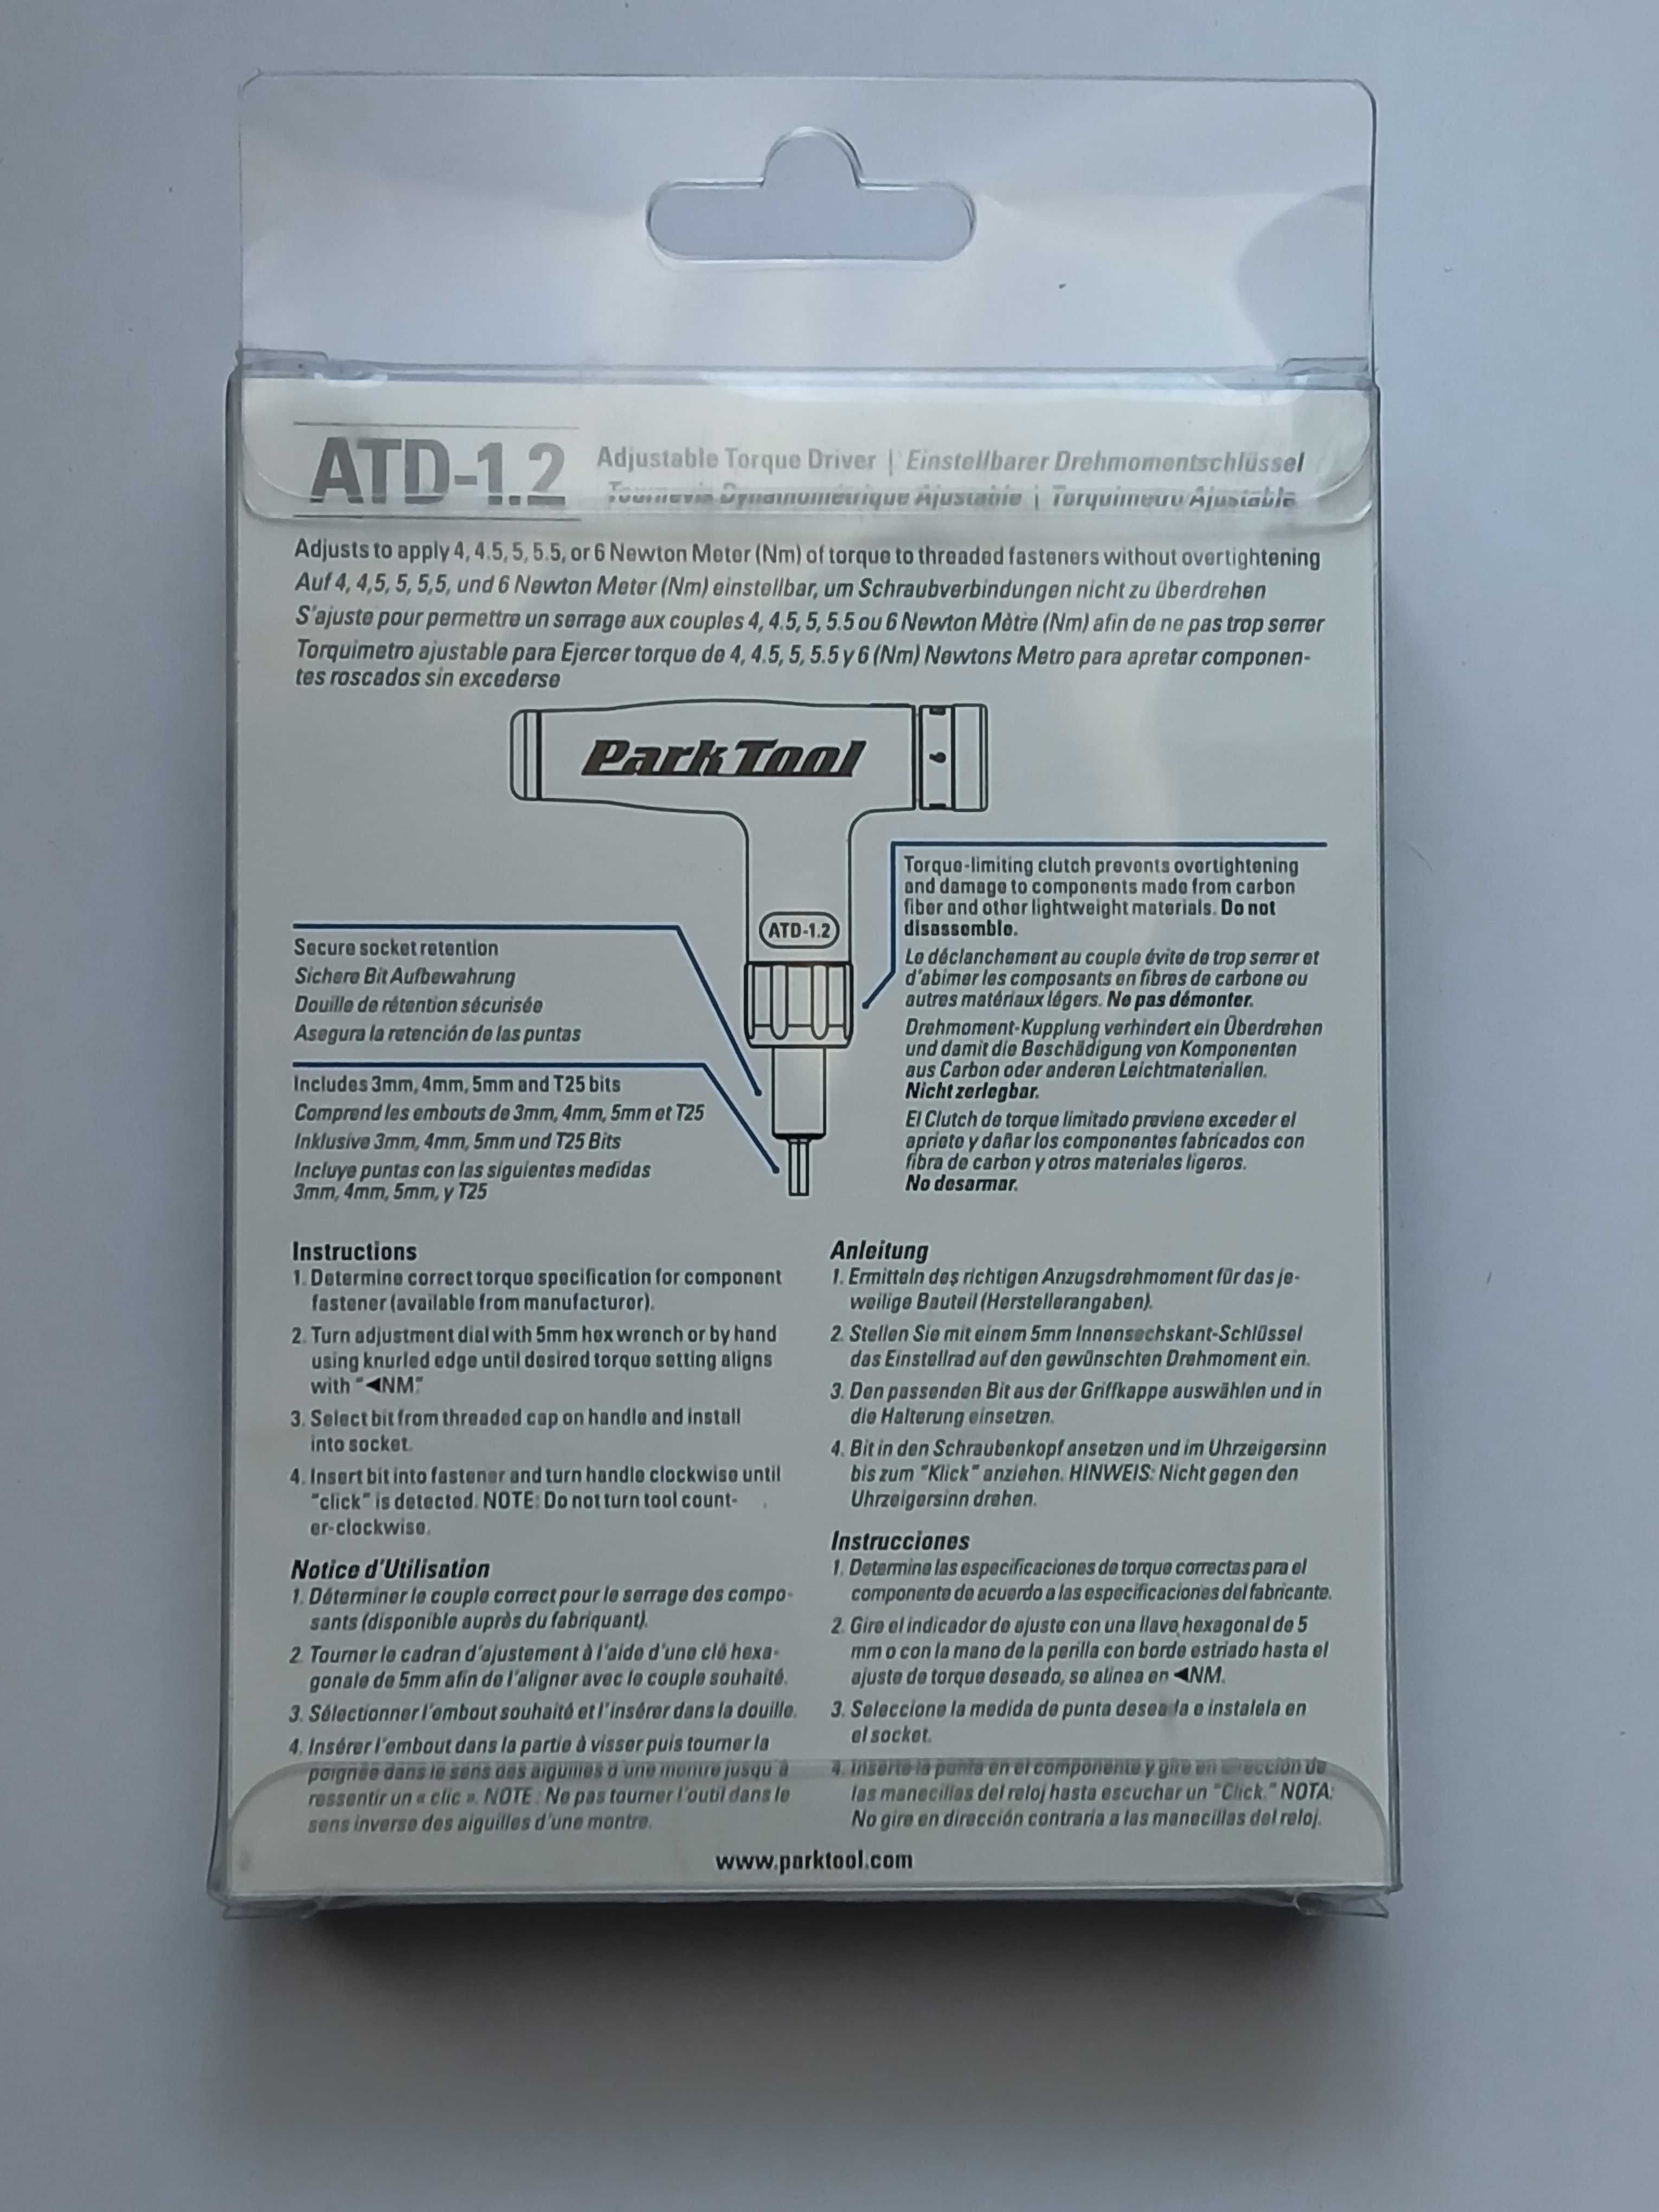 ATD-1.2
Adjustable Torque Driver | Einstellbarer Drehmomentschlüssel
Tournevis Dynamométrique Ajustable | Torquimetro Ajustable
Adjusts to apply 4, 4.5, 5, 5.5, or 6 Newton Meter (Nm) of torque to threaded fasteners without overtightening
Auf 4, 4,5, 5, 5,5, und 6 Newton Meter (Nm) einstellbar, um Schraubverbindungen nicht zu überdrehen
S'ajuste pour permettre un serrage aux couples 4, 4.5, 5, 5.5 ou 6 Newton Mètre (Nm) afin de ne pas trop serrer
Torquimetro ajustable para Ejercer torque de 4, 4.5, 5, 5.5 y 6 (Nm) Newtons Metro para apretar componen-
tes roscados sin excederse
Park Tool
6
ATD-1.2
Secure socket retention
Sichere Bit Aufbewahrung
Douille de rétention sécurisée
Asegura la retención de las puntas
Includes 3mm, 4mm, 5mm and T25 bits
Comprend les embouts de 3mm, 4mm, 5mm et T25
Inklusive 3mm, 4mm, 5mm und T25 Bits
Incluye puntas con las siguientes medidas
3mm, 4mm, 5mm, y T25
Torque-limiting clutch prevents overtightening
and damage to components made from carbon
fiber and other lightweight materials. Do not
disassemble.
Le déclanchement au couple évite de trop serrer et
d'abimer les composants en fibres de carbone ou
autres matériaux légers. Ne pas démonter.
Drehmoment-Kupplung verhindert ein Überdrehen
und damit die Beschädigung von Komponenten
aus Carbon oder anderen Leichtmaterialien.
Nicht zerlegbar.
El Clutch de torque limitado previene exceder el
apriete y dañar los componentes fabricados con
fibra de carbon y otros materiales ligeros.
No desarmar.
Instructions
1. Determine correct torque specification for component
fastener (available from manufacturer).
2. Turn adjustment dial with 5mm hex wrench or by hand
using knurled edge until desired torque setting aligns
with "◄NM."
3. Select bit from threaded cap on handle and install
into socket.
4. Insert bit into fastener and turn handle clockwise until
"click" is detected. NOTE: Do not turn tool count-
er-clockwise.
Notice d'Utilisation
1. Déterminer le couple correct pour le serrage des compo-
sants (disponible auprès du fabriquant).
2. Tourner le cadran d'ajustement à l'aide d'une clé hexa-
gonale de 5mm afin de l'aligner avec le couple souhaité.
3. Sélectionner l'embout souhaité et l'insérer dans la douille.
4. Insérer l'embout dans la partie à visser puis tourner la
poignée dans le sens des aiguilles d'une montre jusqu'à
ressentir un « clic ». NOTE : Ne pas tourner l'outil dans le
sens inverse des aiguilles d'une montre.
Anleitung
1. Ermitteln des richtigen Anzugsdrehmoment für das je-
weilige Bauteil (Herstellerangaben).
2. Stellen Sie mit einem 5mm Innensechskant-Schlüssel
das Einstellrad auf den gewünschten Drehmoment ein.
3. Den passenden Bit aus der Griffkappe auswählen und in
die Halterung einsetzen.
4. Bit in den Schraubenkopf ansetzen und im Uhrzeigersinn
bis zum "Klick" anziehen. HINWEIS: Nicht gegen den
Uhrzeigersinn drehen.
Instrucciones
1. Determine las especificaciones de torque correctas para el
componente de acuerdo a las especificaciones del fabricante.
2. Gire el indicador de ajuste con una llave hexagonal de 5
mm o con la mano de la perilla con borde estriado hasta el
ajuste de torque deseado, se alinea en ◄NM.
3. Seleccione la medida de punta deseada e instalela en
el socket.
4. Inserte la punta en el componente y gire en dirección de
las manecillas del reloj hasta escuchar un "Click." NOTA:
No gire en dirección contraria a las manecillas del reloj.
www.parktool.com